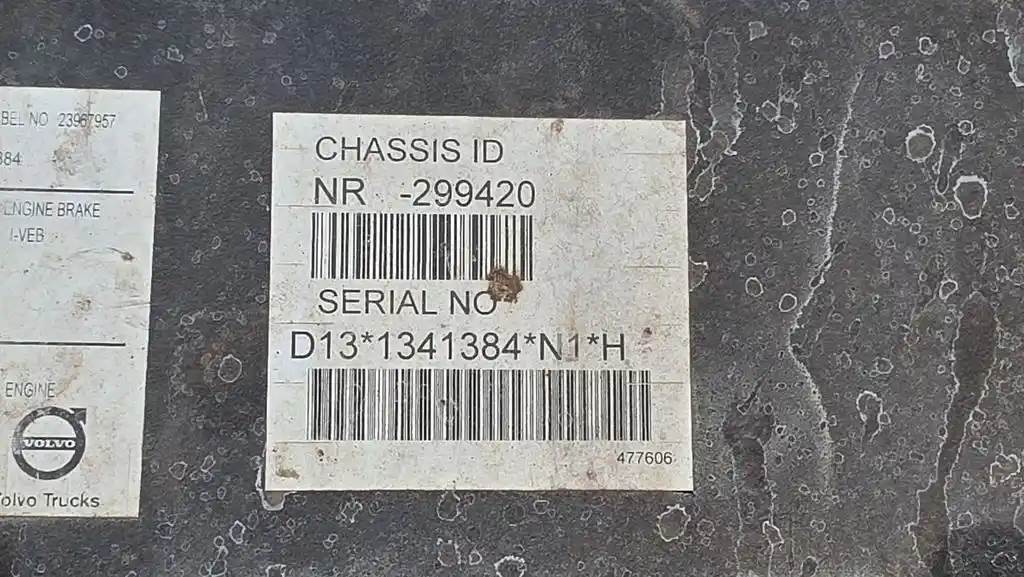 BEL NO 23967957
384
ENGINE BRAKE
I-VEB
ENGINE
VOLVO
Volvo Trucks
CHASSIS ID
NR -299420
SERIAL NO
D13*1341384*N1*H
477606